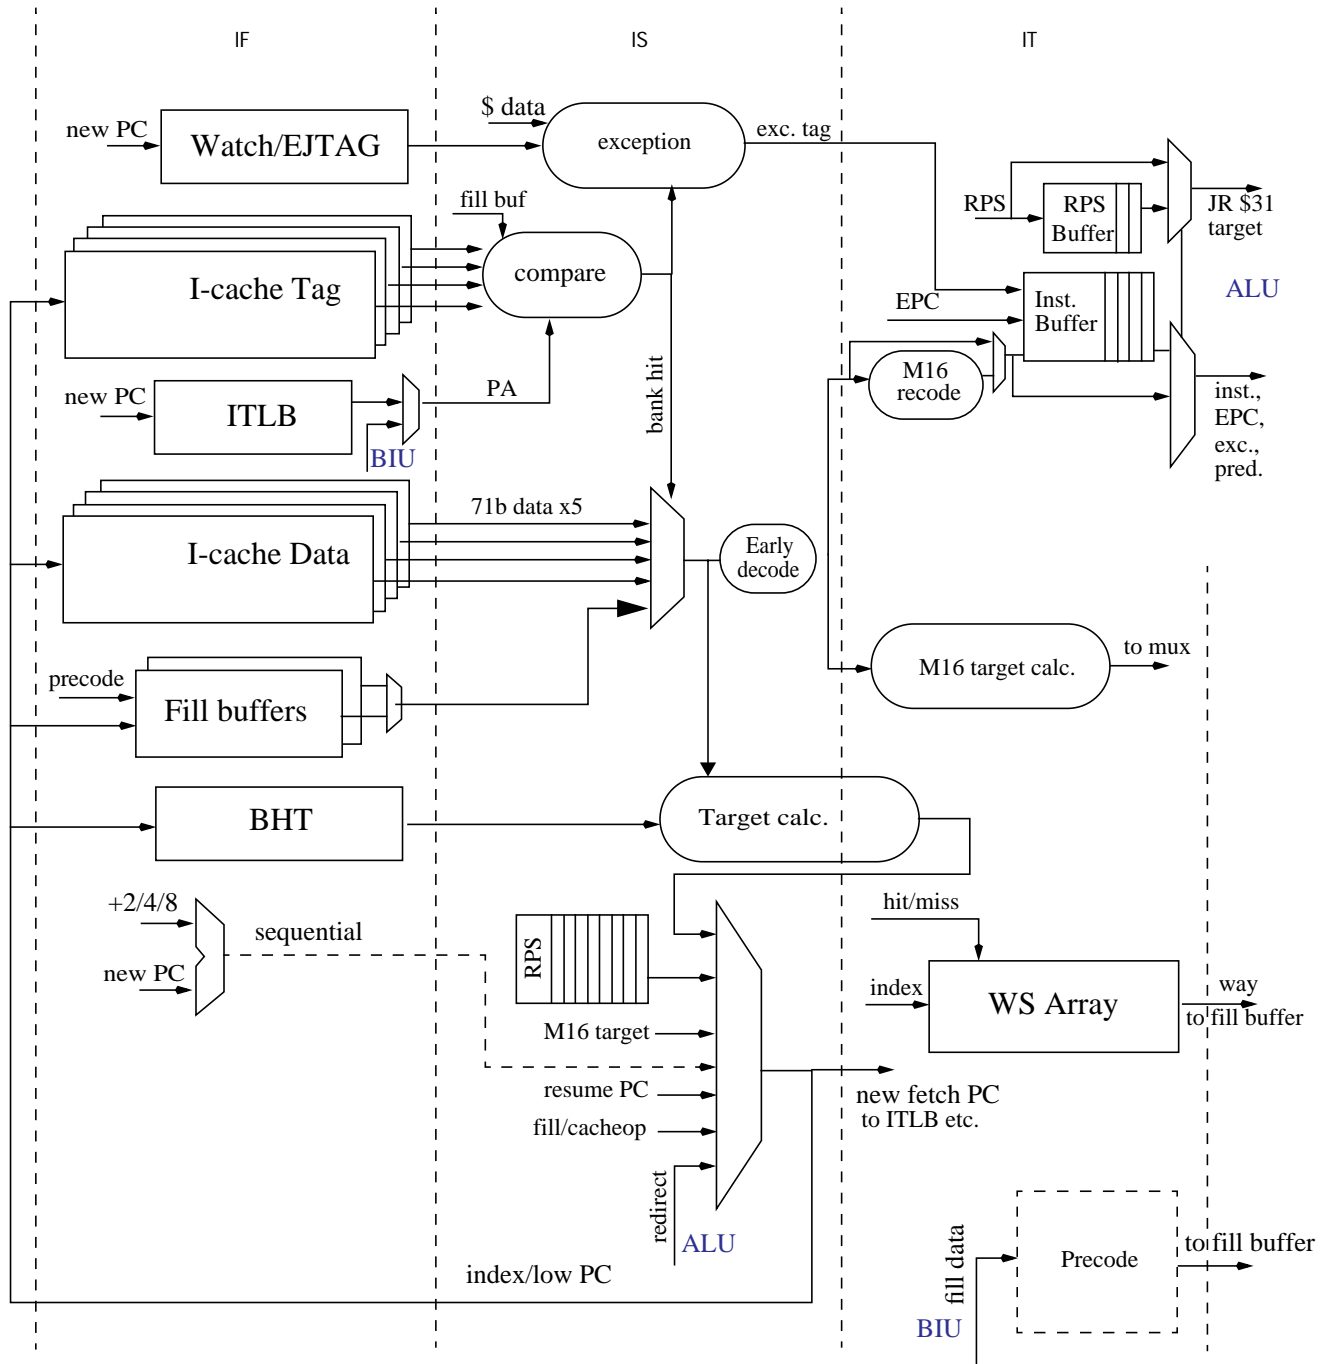 IF
IS
IT
new PC
Watch/EJTAG
$ data
exception
exc. tag
fill buf
I-cache Tag
compare
RPS
RPS
Buffer
JR $31
target
ALU
EPC
Inst.
Buffer
new PC
ITLB
BIU
PA
bank hit
M16
recode
inst.,
EPC,
exc.,
pred.
I-cache Data
71b data x5
Early
decode
precode
Fill buffers
M16 target calc.
to mux
BHT
Target calc.
+2/4/8
new PC
sequential
RPS
M16 target
resume PC
fill/cacheop
redirect
ALU
hit/miss
index
WS Array
way
to fill buffer
new fetch PC
to ITLB etc.
index/low PC
fill data
BIU
Precode
to fill buffer